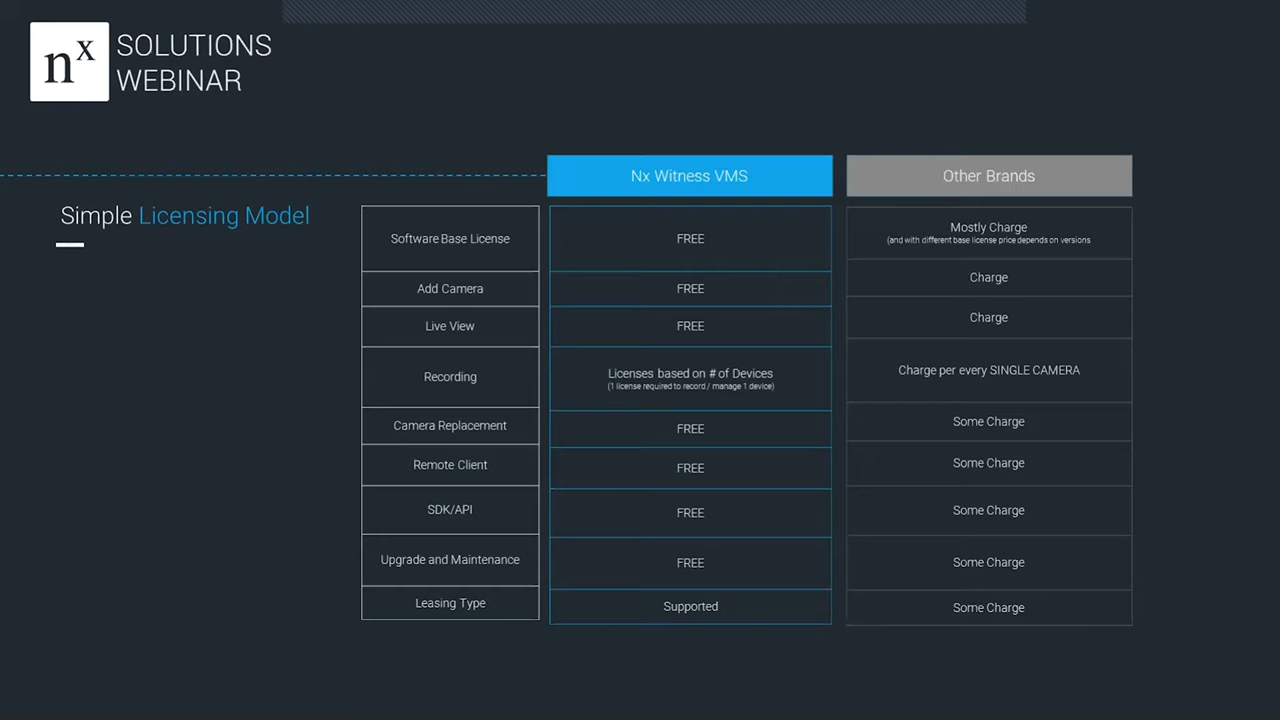 nx
SOLUTIONS
WEBINAR
Nx Witness VMS
Other Brands
Simple Licensing Model
Software Base License
FREE
Mostly Charge
(and with different base license price depends on versions
Add Camera
FREE
Charge
Live View
FREE
Charge
Recording
Licenses based on # of Devices
(1 license required to record / manage 1 device)
Charge per every SINGLE CAMERA
Camera Replacement
FREE
Some Charge
Remote Client
FREE
Some Charge
SDK/API
FREE
Some Charge
Upgrade and Maintenance
FREE
Some Charge
Leasing Type
Supported
Some Charge